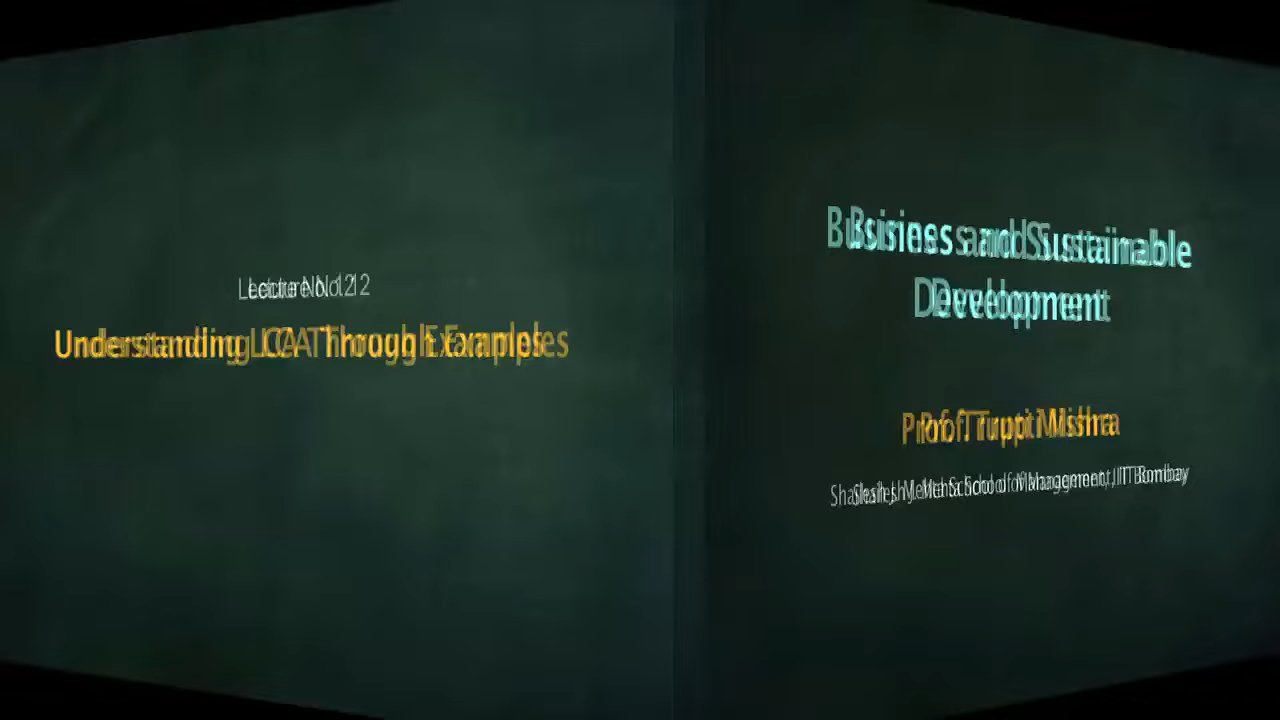 Lecture No. 12
Understanding LCA Through Examples
Business and Sustainable
Development
Prof. Trupti Mishra
Shailesh J. Mehta School of Management, IIT Bombay